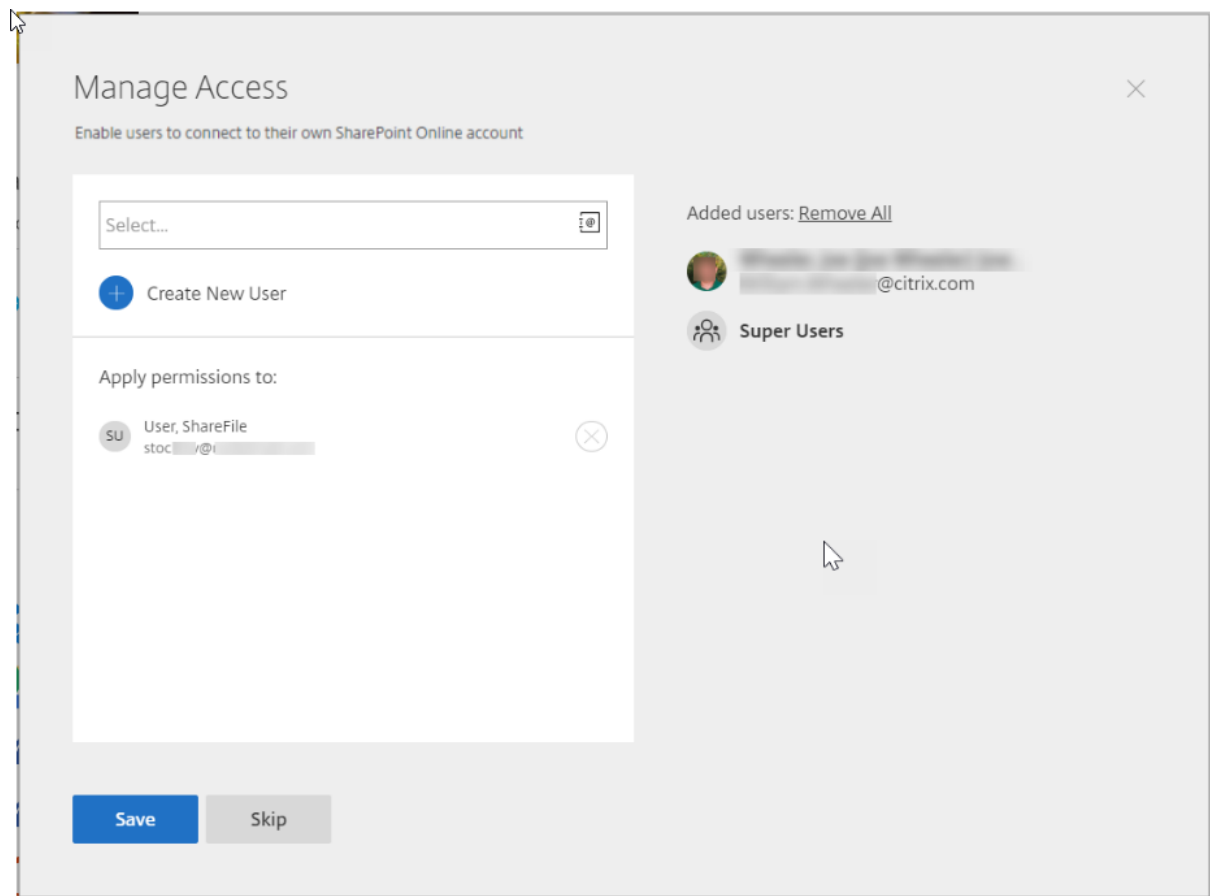 Manage Access
Enable users to connect to their own SharePoint Online account
Select...
Create New User
Apply permissions to:
SU
User, ShareFile
stoc
Added users: Remove All
@citrix.com
Super Users
Save
Skip